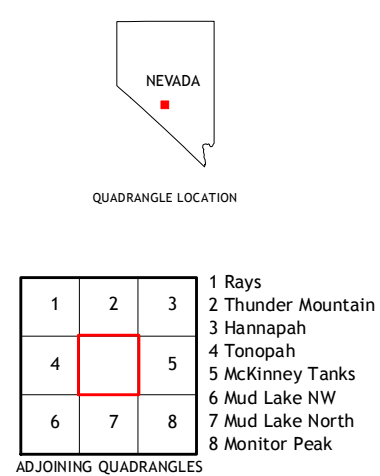 NEVADA
QUADRANGLE LOCATION
1 2 3
4 5
6 7 8
1 Rays
2 Thunder Mountain
3 Hannapah
4 Tonopah
5 McKinney Tanks
6 Mud Lake NW
7 Mud Lake North
8 Monitor Peak
ADJOINING QUADRANGLES